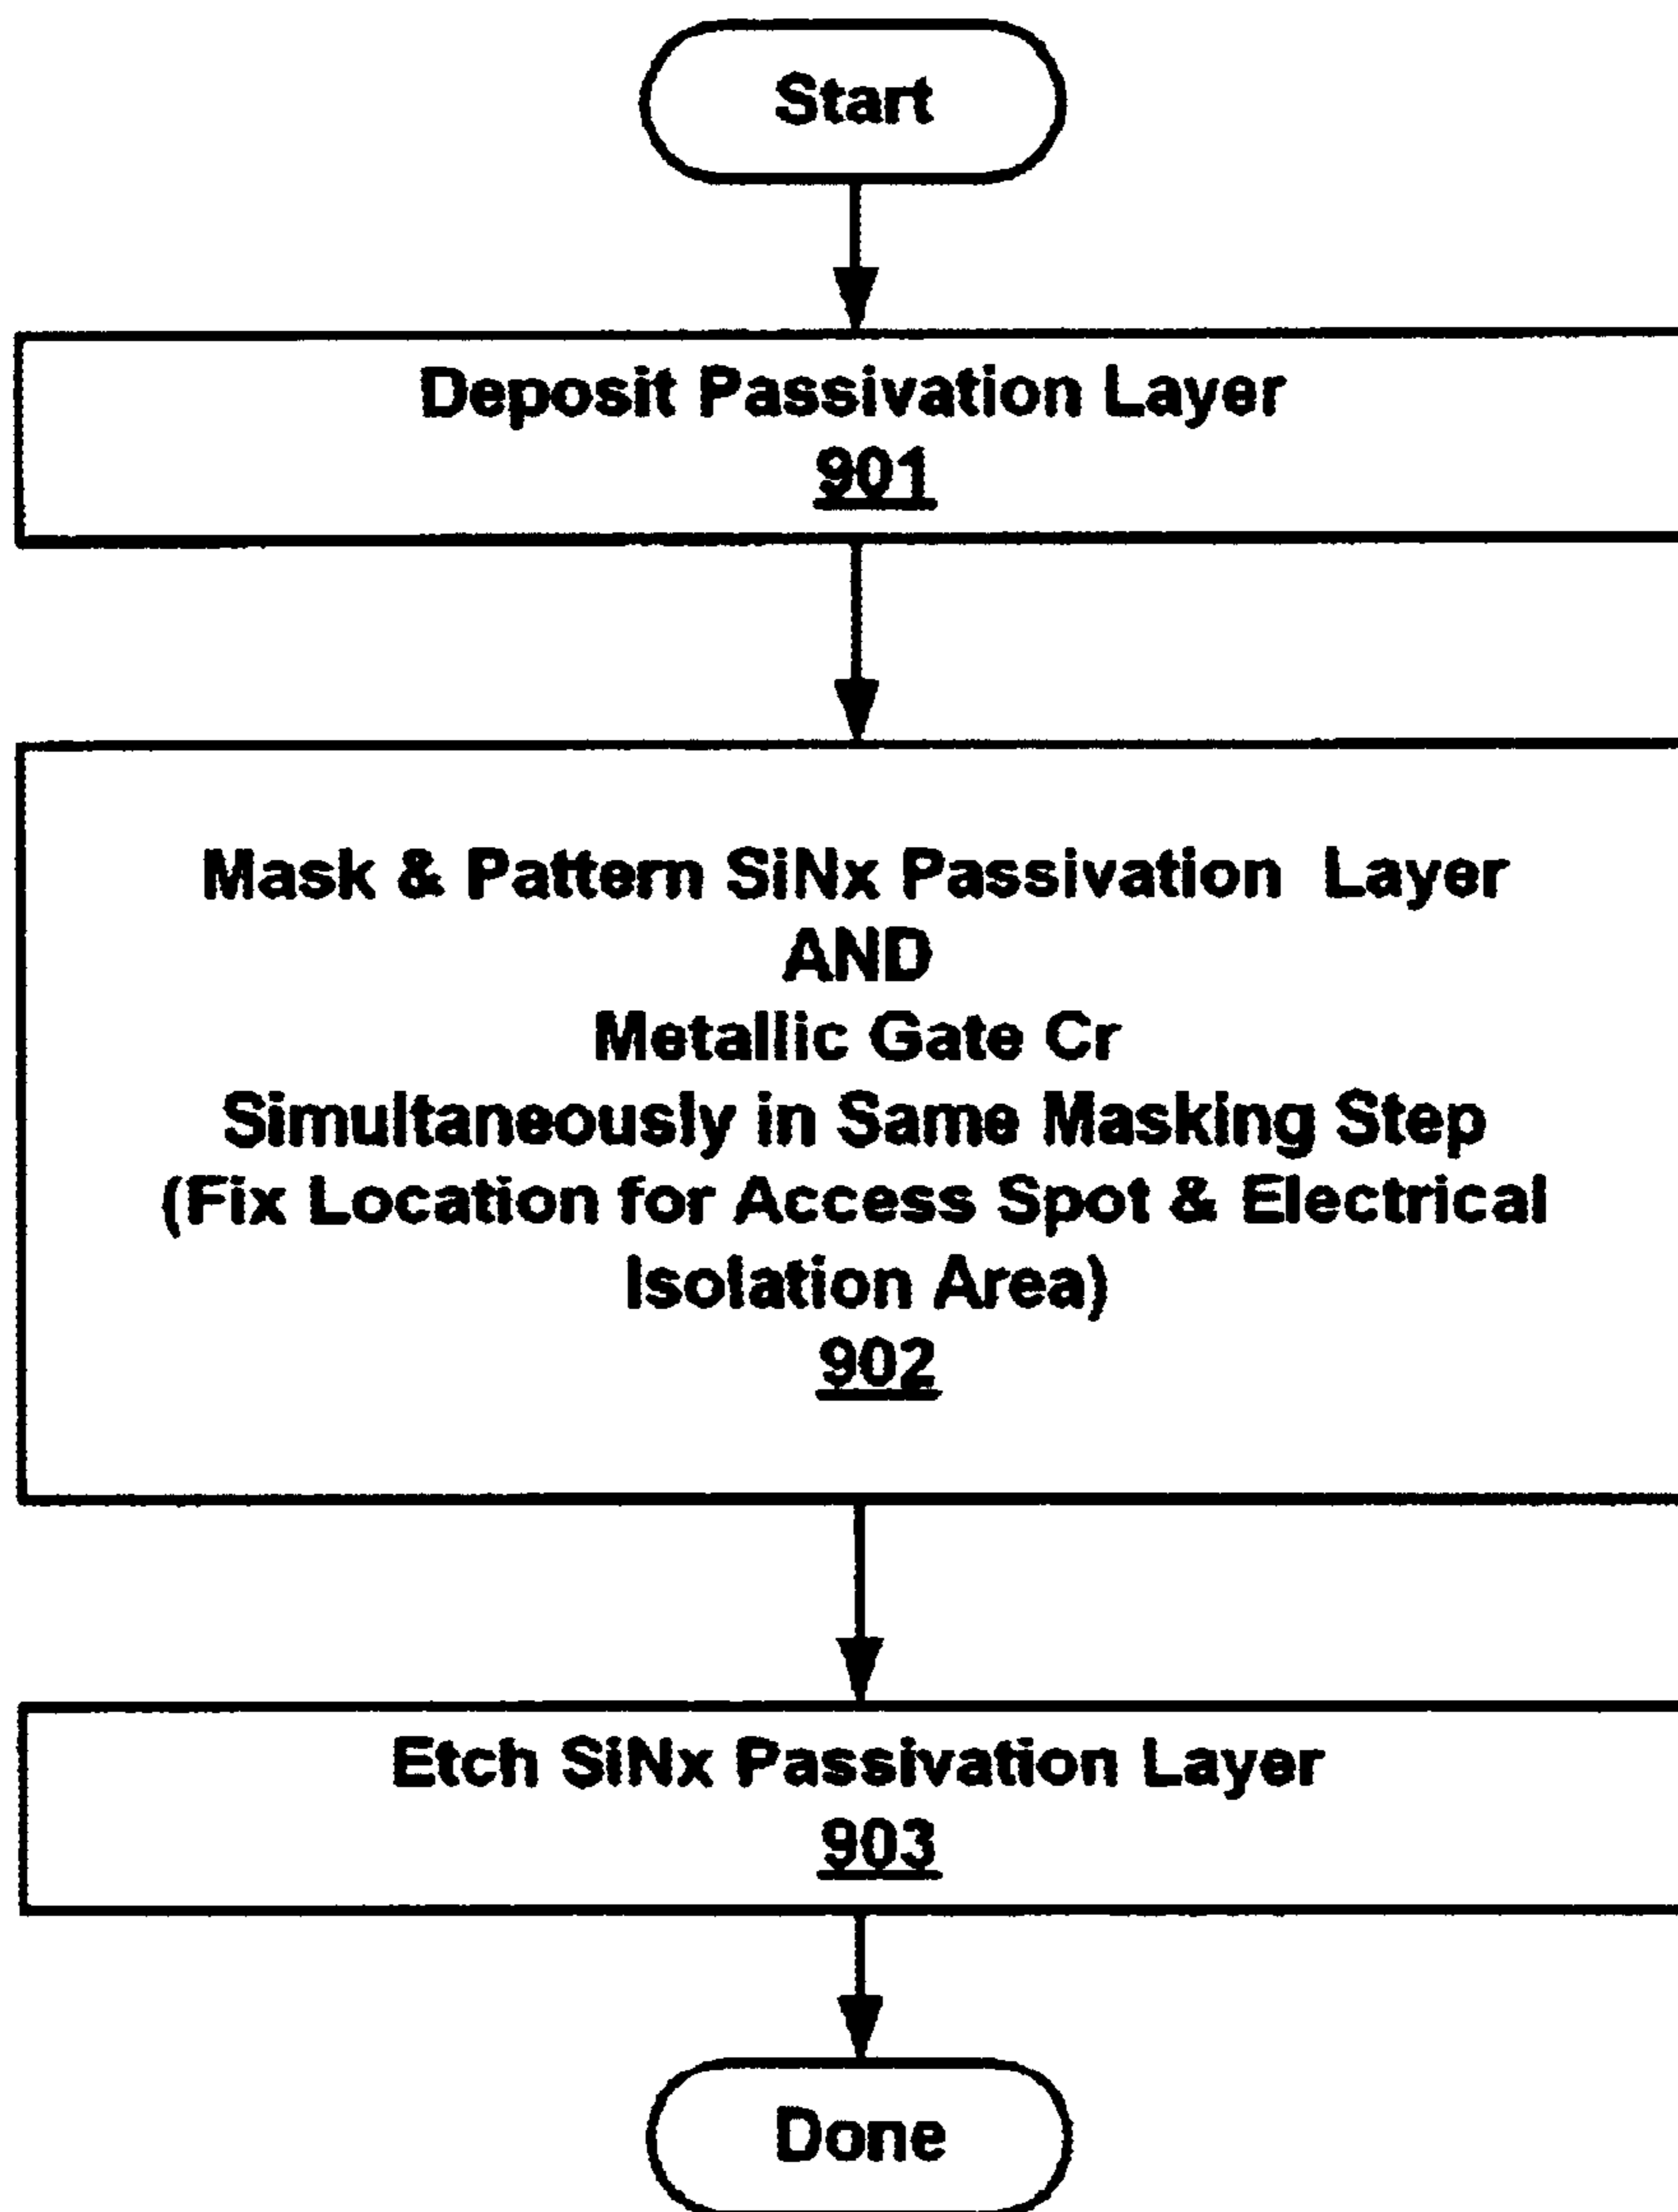 Start
Deposit Passivation Layer
901
Mask & Pattern SiNx Passivation Layer
AND
Metallic Gate Cr
Simultaneously in Same Masking Step
(Fix Location for Access Spot & Electrical
Isolation Area)
902
Etch SiNx Passivation Layer
903
Done